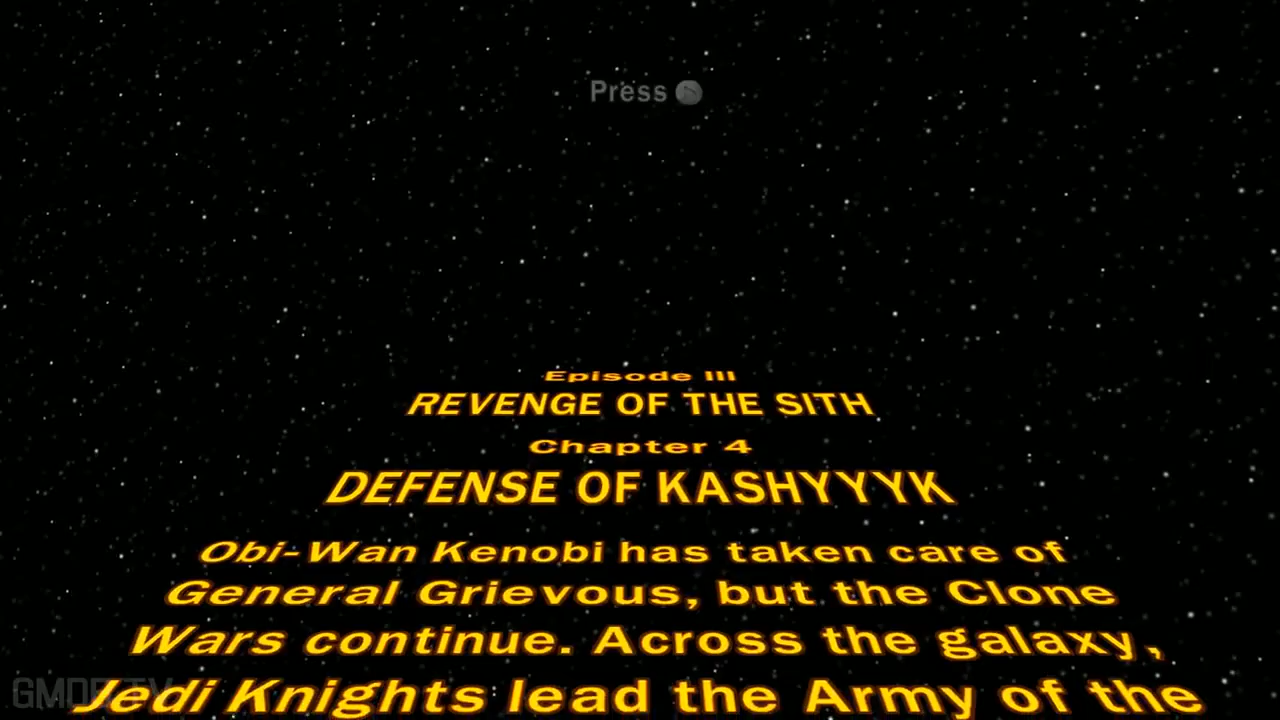 Press
Episode III
REVENGE OF THE SITH
Chapter 4
DEFENSE OF KASHYYYK
Obi-Wan Kenobi has taken care of
General Grievous, but the Clone
Wars continue. Across the galaxy,
Jedi Knights lead the Army of the